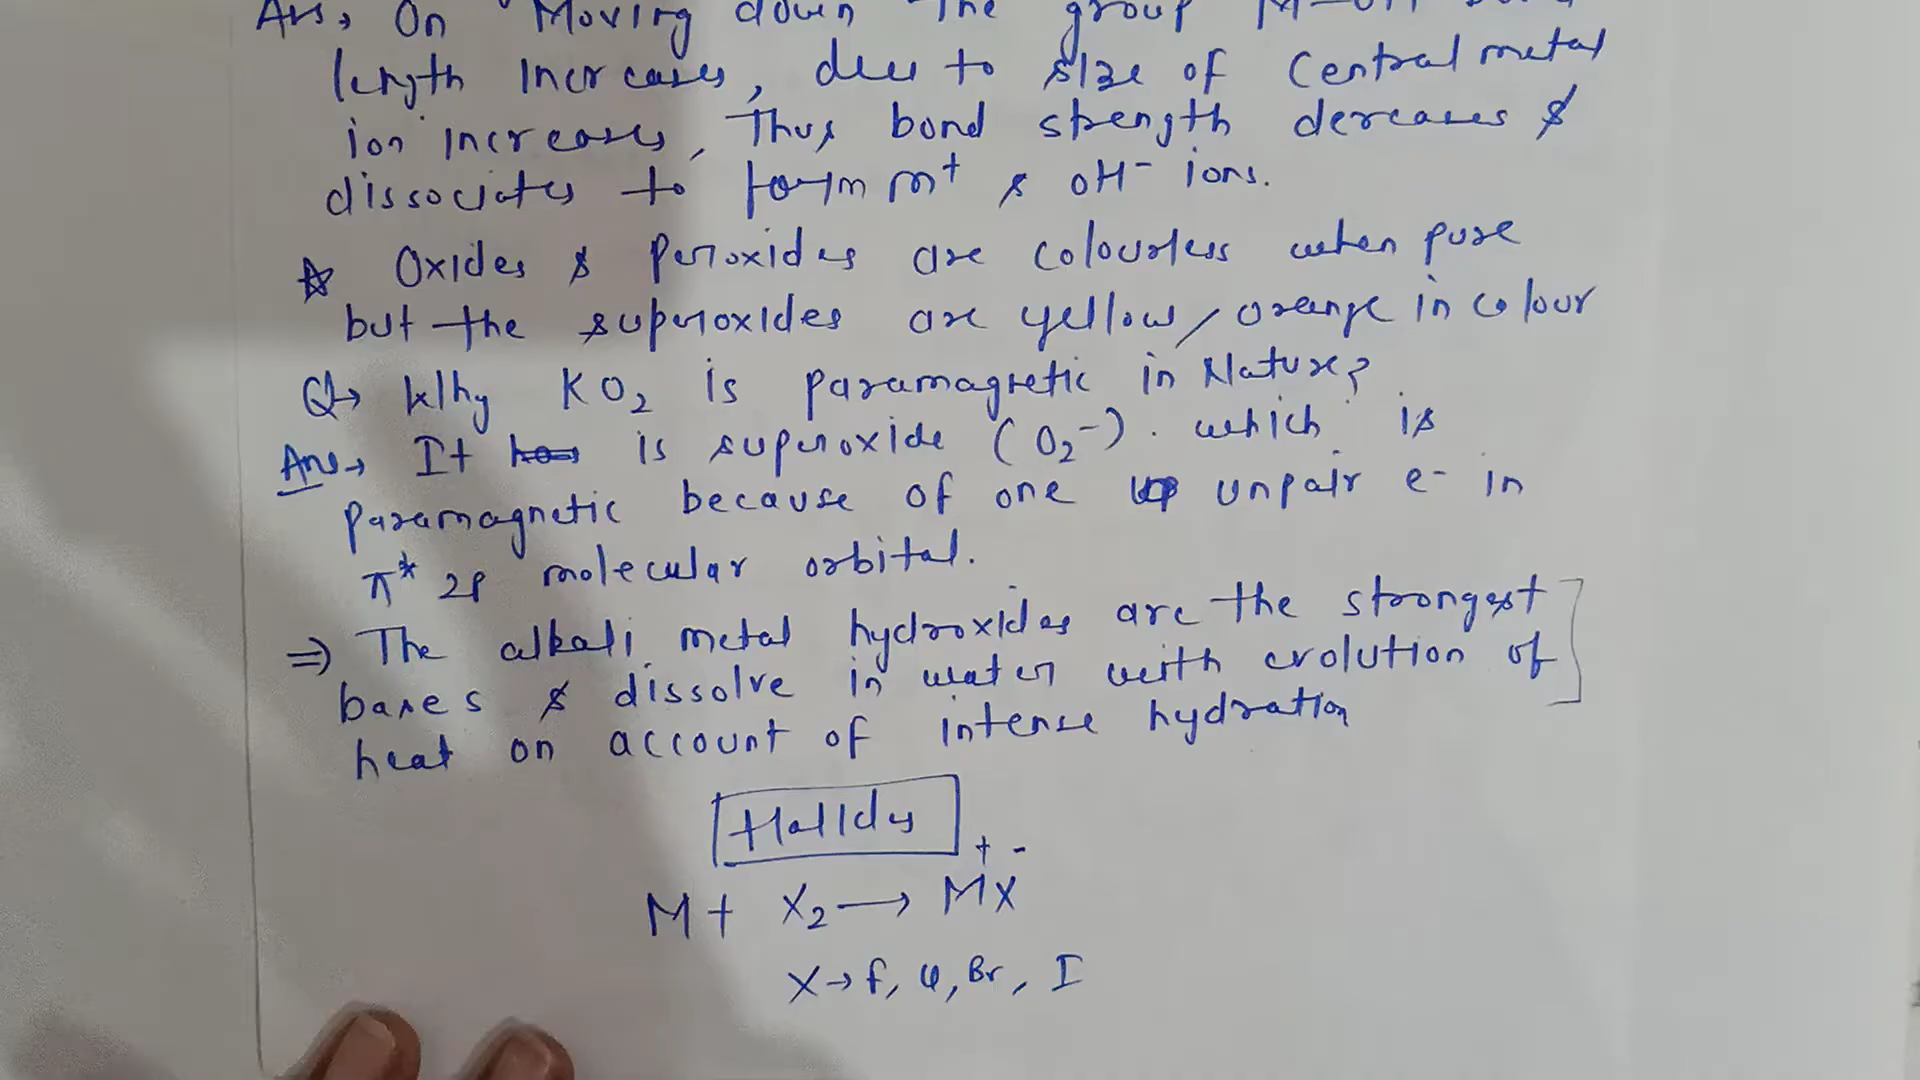 Ans → On Moving down the group M-OH bond
length increases, due to size of central metal
ion increases, Thus bond strength dercases &
dissociates to form m+ & OH- ions.
☆ Oxides & peroxides are colourless when pure
but the superoxides are yellow/orange in colour
Q→ Why KO2 is paramagnetic in Nature?
Ans→ It is superoxide (O2-). which is
paramagnetic because of one unpair e- in
π* 2p molecular orbital.
⇒ The alkali metal hydroxides are the strongest
bases & dissolve in water with evolution of
heat on account of intense hydration
Halides
+ -
M + X2 → MX
X → F, Cl, Br, I